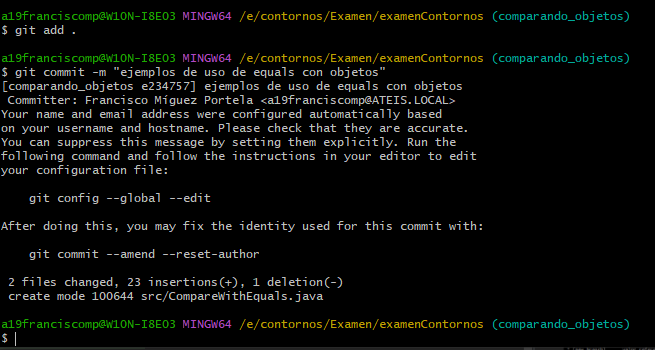 a19franciscomp@W10N-I8E03 MINGW64 /e/contornos/Examen/examenContornos (comparando_objetos)
$ git add .
a19franciscomp@W10N-I8E03 MINGW64 /e/contornos/Examen/examenContornos (comparando_objetos)
$ git commit -m "ejemplos de uso de equals con objetos"
[comparando_objetos e234757] ejemplos de uso de equals con objetos
 Committer: Francisco Míguez Portela <a19franciscomp@ATEIS.LOCAL>
Your name and email address were configured automatically based
on your username and hostname. Please check that they are accurate.
You can suppress this message by setting them explicitly. Run the
following command and follow the instructions in your editor to edit
your configuration file:
    git config --global --edit
After doing this, you may fix the identity used for this commit with:
    git commit --amend --reset-author
 2 files changed, 23 insertions(+), 1 deletion(-)
 create mode 100644 src/CompareWithEquals.java
a19franciscomp@W10N-I8E03 MINGW64 /e/contornos/Examen/examenContornos (comparando_objetos)
$